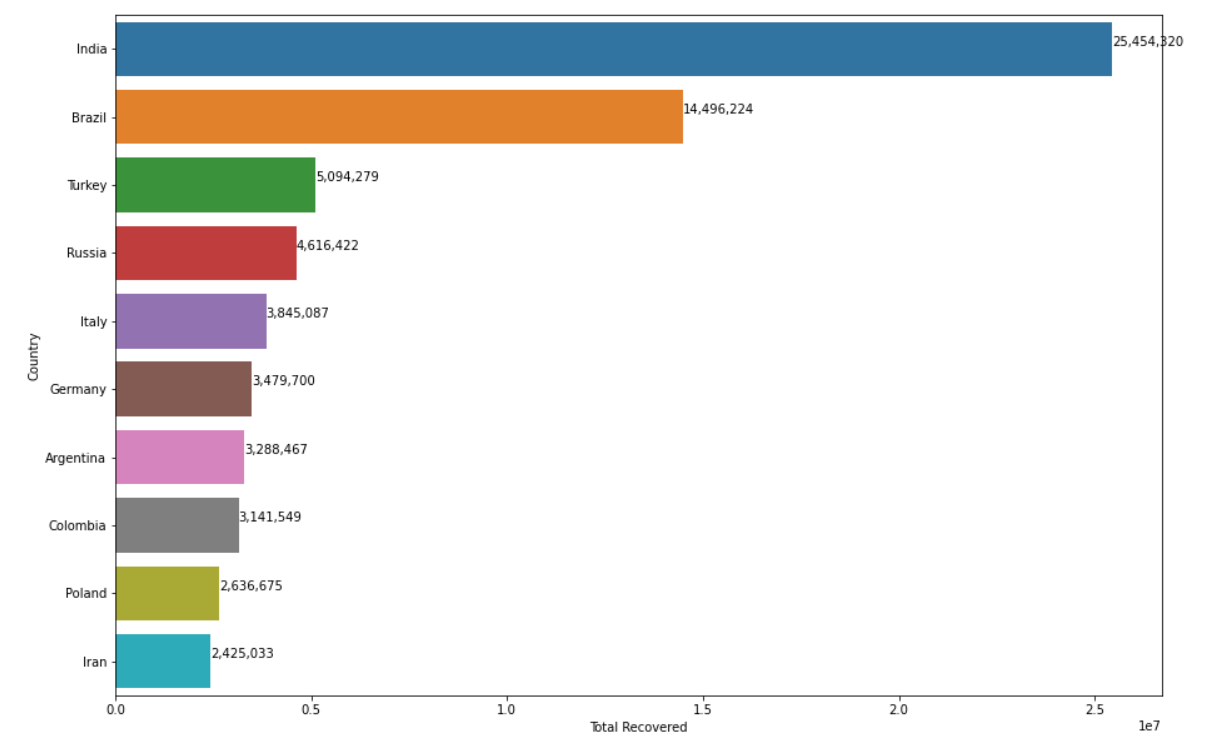 India 25,454,320
Brazil 14,496,224
Turkey 5,094,279
Russia 4,616,422
Italy 3,845,087
Country
Germany 3,479,700
Argentina 3,288,467
Colombia 3,141,549
Poland 2,636,675
Iran 2,425,033
0.0 0.5 1.0 1.5 2.0 2.5
Total Recovered
1e7